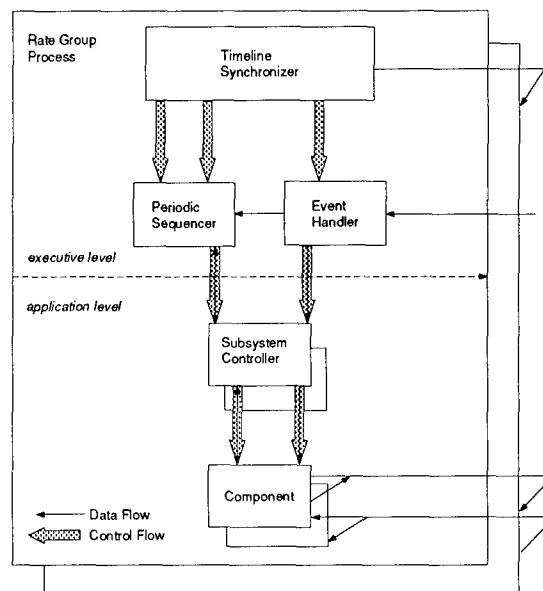 Rate Group
Process
Timeline
Synchronizer
Periodic
Sequencer
Event
Handler
executive level
application level
Subsystem
Controller
Component
Data Flow
Control Flow